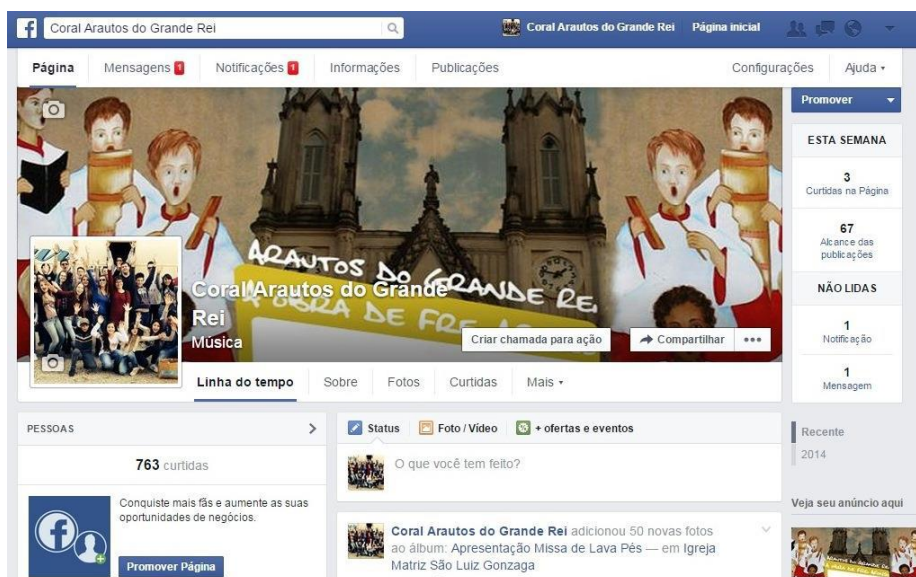 Coral Arautos do Grande Rei
Coral Arautos do Grande Rei Página inicial
Página Mensagens 1 Notificações 1 Informações Publicações Configurações Ajuda
Promover
ESTA SEMANA
3
Curtidas na Página
67
Alcance das
publicações
NÃO LIDAS
1
Notificação
1
Mensagem
Recente
2014
Veja seu anúncio aqui
ARAUTOS DO GRANDE REI
A OBRA DE FREI
Coral Arautos do Grande
Rei
Música
Criar chamada para ação Compartilhar
Linha do tempo Sobre Fotos Curtidas Mais
PESSOAS
763 curtidas
Conquiste mais fãs e aumente as suas
oportunidades de negócios.
Promover Página
Status Foto / Vídeo + ofertas e eventos
O que você tem feito?
Coral Arautos do Grande Rei adicionou 50 novas fotos
ao álbum: Apresentação Missa de Lava Pés — em Igreja
Matriz São Luiz Gonzaga